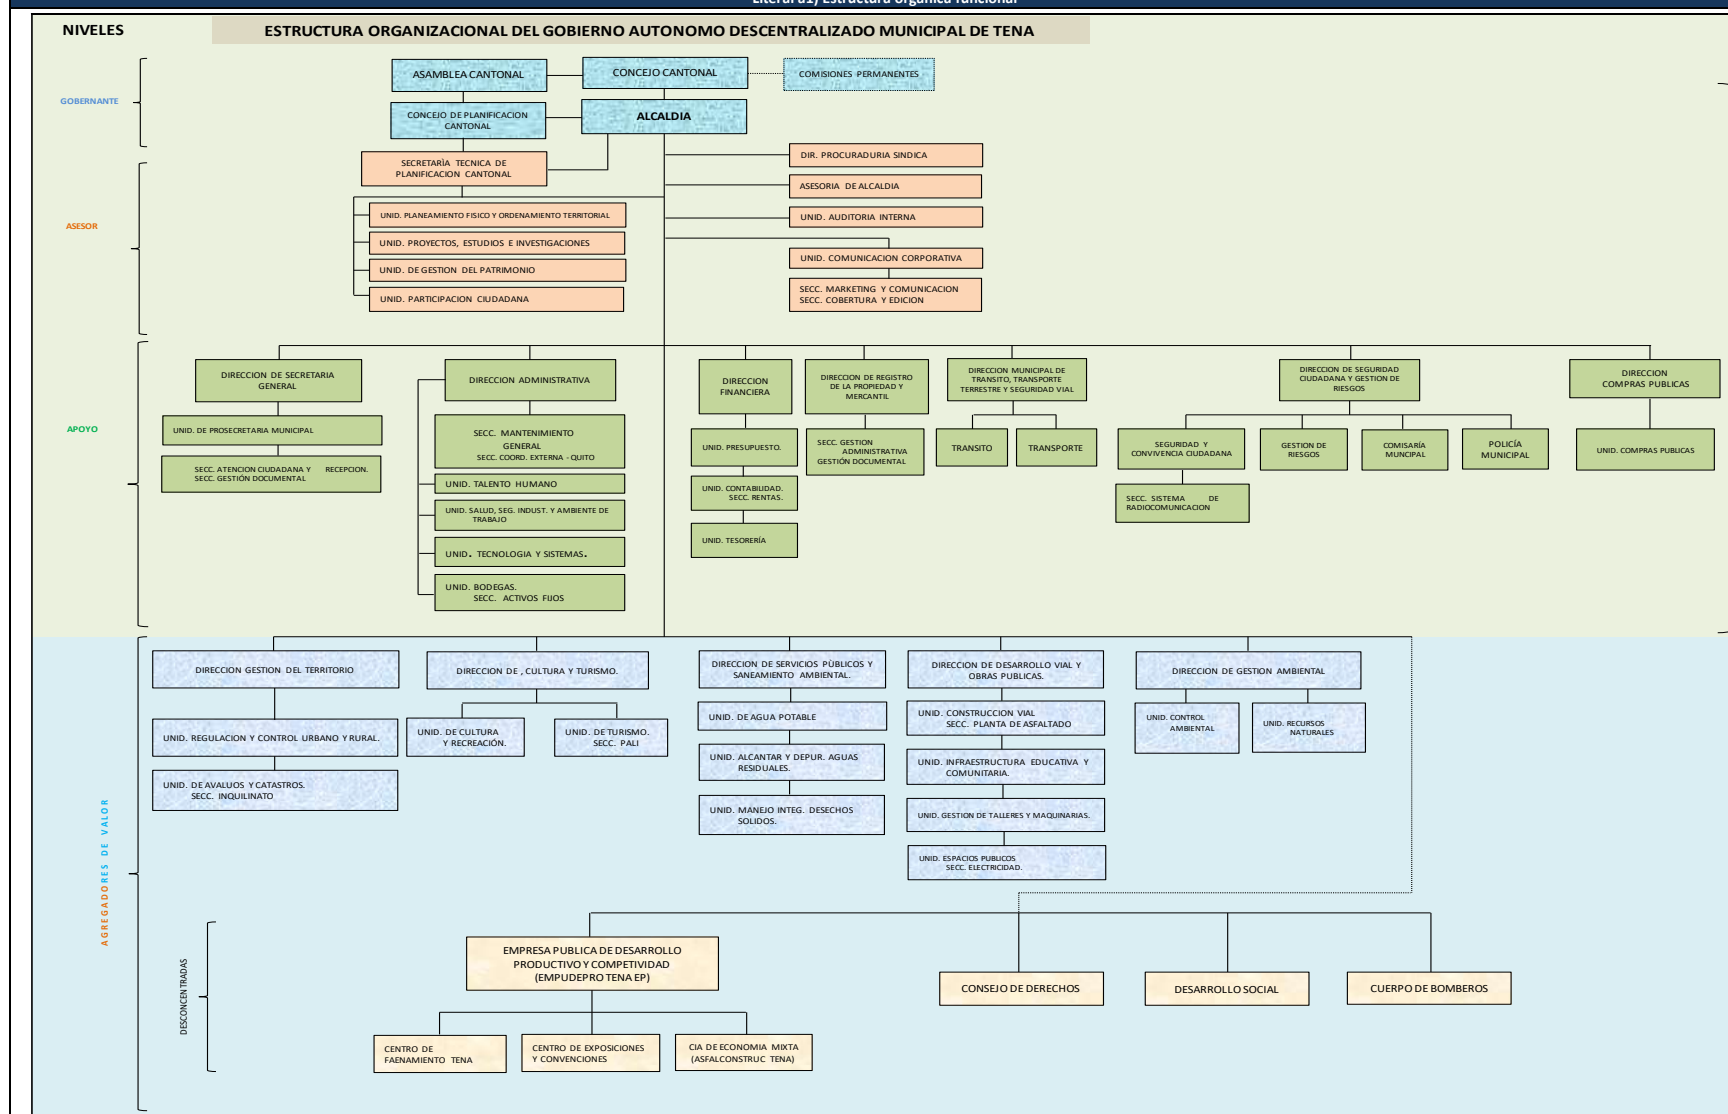 Literal a1) Estructura orgánica funcional
NIVELES
ESTRUCTURA ORGANIZACIONAL DEL GOBIERNO AUTONOMO DESCENTRALIZADO MUNICIPAL DE TENA
ASAMBLEA CANTONAL
CONCEJO CANTONAL
COMISIONES PERMANENTES
GOBERNANTE
CONCEJO DE PLANIFICACION
CANTONAL
ALCALDIA
SECRETARÌA TECNICA DE
PLANIFICACION CANTONAL
DIR. PROCURADURIA SINDICA
ASESORIA DE ALCALDIA
ASESOR
UNID. PLANEAMIENTO FISICO Y ORDENAMIENTO TERRITORIAL
UNID. AUDITORIA INTERNA
UNID. PROYECTOS, ESTUDIOS E INVESTIGACIONES
UNID. COMUNICACION CORPORATIVA
UNID. DE GESTION DEL PATRIMONIO
UNID. PARTICIPACION CIUDADANA
SECC. MARKETING Y COMUNICACION
SECC. COBERTURA Y EDICION
APOYO
DIRECCION DE SECRETARIA
GENERAL
UNID. DE PROSECRETARIA MUNICIPAL
SECC. ATENCION CIUDADANA Y RECEPCION.
SECC. GESTIÓN DOCUMENTAL
DIRECCION ADMINISTRATIVA
SECC. MANTENIMIENTO
GENERAL
SECC. COORD. EXTERNA - QUITO
UNID. TALENTO HUMANO
UNID. SALUD, SEG. INDUST. Y AMBIENTE DE
TRABAJO
UNID. TECNOLOGIA Y SISTEMAS.
UNID. BODEGAS.
SECC. ACTIVOS FIJOS
DIRECCION
FINANCIERA
UNID. PRESUPUESTO.
UNID. CONTABILIDAD.
SECC. RENTAS.
UNID. TESORERÍA
DIRECCION DE REGISTRO
DE LA PROPIEDAD Y
MERCANTIL
SECC. GESTION
ADMINISTRATIVA
GESTIÓN DOCUMENTAL
DIRECCION MUNICIPAL DE
TRANSITO, TRANSPORTE
TERRESTRE Y SEGURIDAD VIAL
TRANSITO
TRANSPORTE
DIRECCION DE SEGURIDAD
CIUDADANA Y GESTION DE
RIESGOS
SEGURIDAD Y
CONVIVENCIA CIUDADANA
SECC. SISTEMA DE
RADIOCOMUNICACION
GESTION DE
RIESGOS
COMISARÍA
MUNCIPAL
POLICÍA
MUNICIPAL
DIRECCION
COMPRAS PUBLICAS
UNID. COMPRAS PUBLICAS
AGREGADORES DE VALOR
DIRECCION GESTION DEL TERRITORIO
UNID. REGULACION Y CONTROL URBANO Y RURAL.
UNID. DE AVALUOS Y CATASTROS.
SECC. INQUILINATO
DIRECCION DE , CULTURA Y TURISMO.
UNID. DE CULTURA
Y RECREACIÓN.
UNID. DE TURISMO.
SECC. PALI
DIRECCION DE SERVICIOS PÙBLICOS Y
SANEAMIENTO AMBIENTAL.
UNID. DE AGUA POTABLE
UNID. ALCANTAR Y DEPUR. AGUAS
RESIDUALES.
UNID. MANEJO INTEG. DESECHOS
SOLIDOS.
DIRECCION DE DESARROLLO VIAL Y
OBRAS PUBLICAS.
UNID. CONSTRUCCION VIAL
SECC. PLANTA DE ASFALTADO
UNID. INFRAESTRUCTURA EDUCATIVA Y
COMUNITARIA.
UNID. GESTION DE TALLERES Y MAQUINARIAS.
UNID. ESPACIOS PUBLICOS
SECC. ELECTRICIDAD.
DIRECCION DE GESTION AMBIENTAL
UNID. CONTROL
AMBIENTAL
UNID. RECURSOS
NATURALES
DESCONCENTRADAS
EMPRESA PUBLICA DE DESARROLLO
PRODUCTIVO Y COMPETIVIDAD
(EMPUDEPRO TENA EP)
CENTRO DE
FAENAMIENTO TENA
CENTRO DE EXPOSICIONES
Y CONVENCIONES
CIA DE ECONOMIA MIXTA
(ASFALCONSTRUC TENA)
CONSEJO DE DERECHOS
DESARROLLO SOCIAL
CUERPO DE BOMBEROS